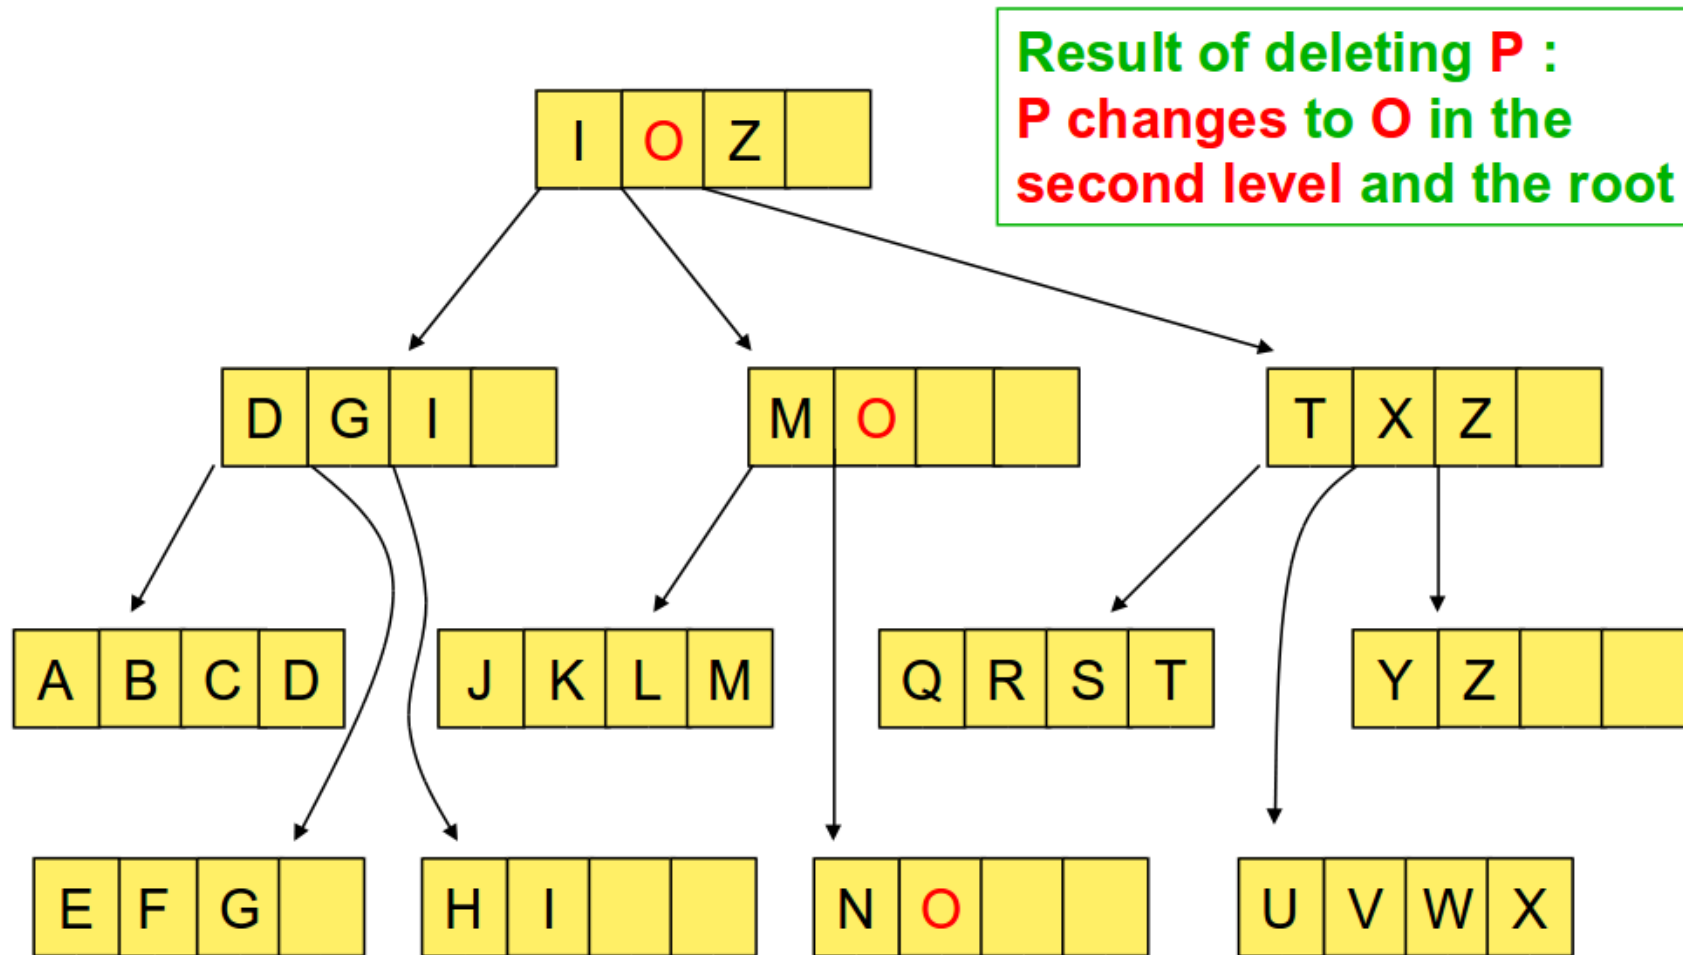 Result of deleting P :
P changes to O in the
second level and the root
I O Z
D G I
M O
T X Z
A B C D
J K L M
Q R S T
Y Z
E F G
H I
N O
U V W X